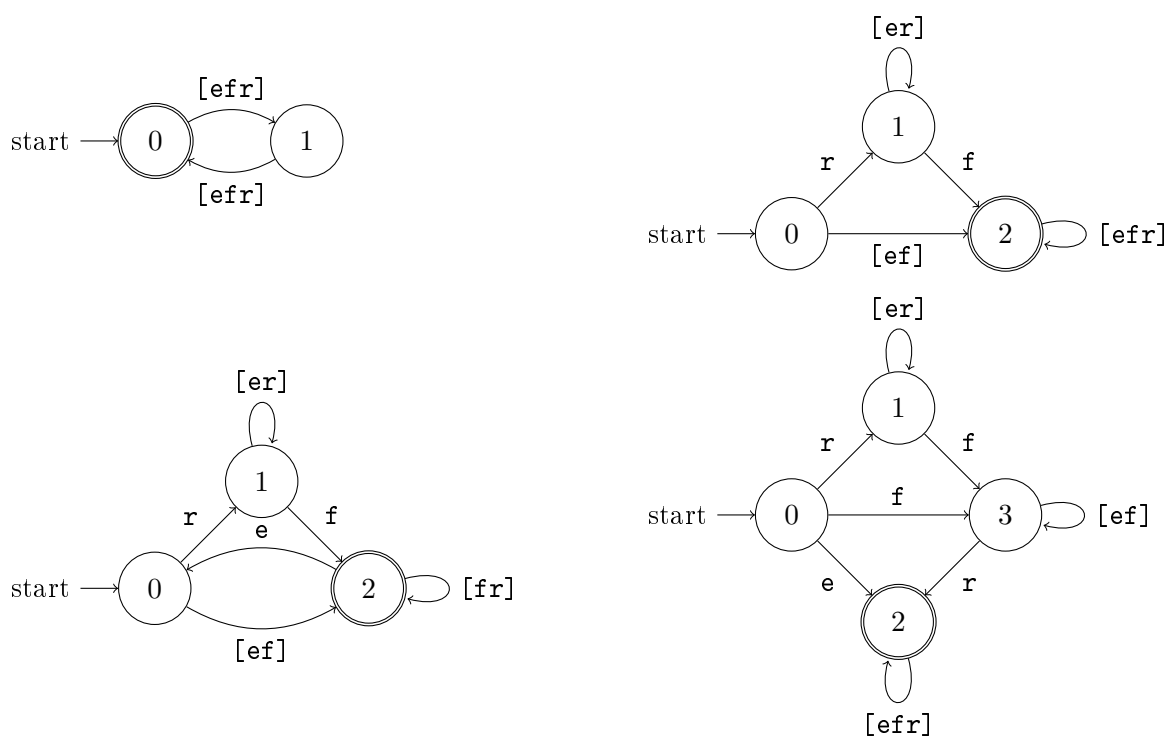 [efr]
start 0 1
[efr]
[er]
1
r f
start 0 2 [efr]
[ef]
[er]
1
r f
e
start 0 2 [fr]
[ef]
[er]
1
r f
f
start 0 3 [ef]
e r
2
[efr]